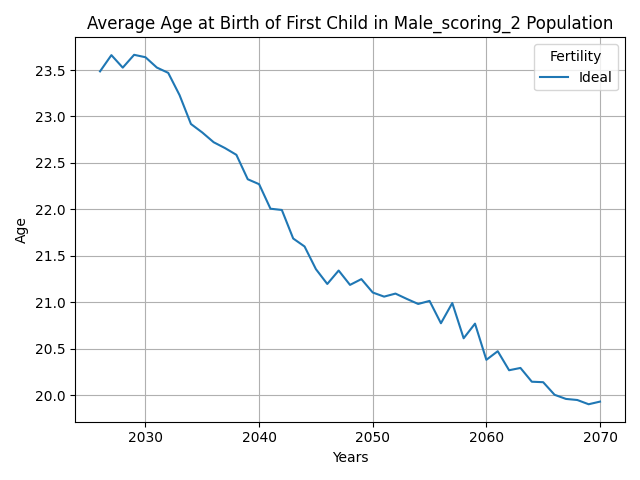 Average Age at Birth of First Child in Male_scoring_2 Population
Fertility
Ideal
23.5
23.0
22.5
22.0
21.5
21.0
20.5
20.0
Age
2030
2040
2050
2060
2070
Years